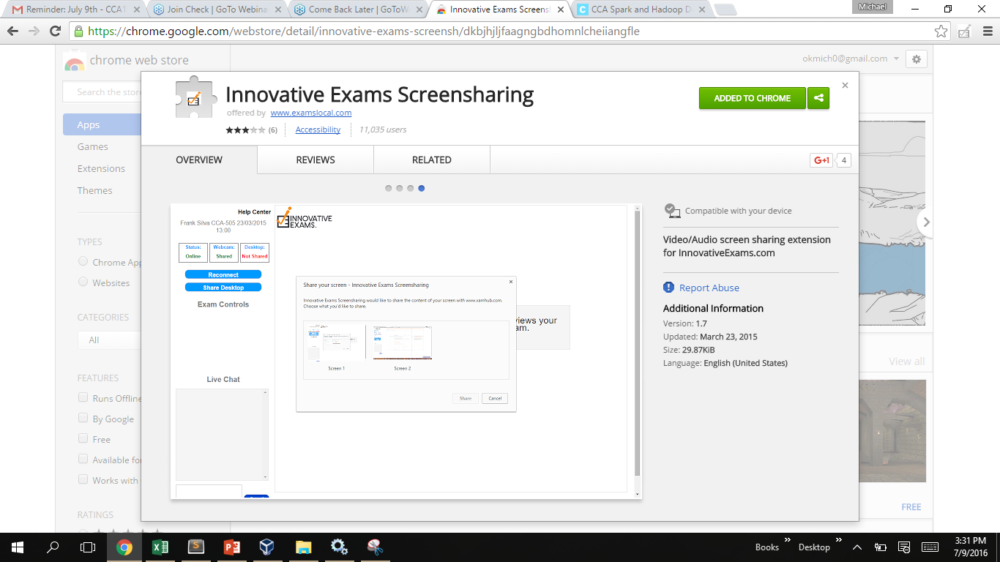 Michael
Reminder: July 9th - CCA1
Join Check | GoTo Webina
Come Back Later | GoToW
Innovative Exams Screensh
CCA Spark and Hadoop D
https://chrome.google.com/webstore/detail/innovative-exams-screensh/dkbjhjljfaagngbdhomnlcheiiangfle
chrome web store
okmich0@gmail.com
Search the store
Apps
Games
Extensions
Themes
TYPES
Chrome App
Websites
CATEGORIES
All
FEATURES
Runs Offline
By Google
Free
Available fo
Works with
RATINGS
Innovative Exams Screensharing
offered by www.examslocal.com
(6)
Accessibility
11,035 users
ADDED TO CHROME
OVERVIEW
REVIEWS
RELATED
G+1
4
Help Center
Frank Silva CCA-505 23/03/2015
13:00
Status:
Online
Webcam:
Shared
Desktop:
Not Shared
Reconnect
Share Desktop
Exam Controls
Live Chat
INNOVATIVE
EXAMS.
Share your screen - Innovative Exams Screensharing
Innovative Exams Screensharing would like to share the content of your screen with www.xamhub.com.
Choose what you'd like to share.
Screen 1
Screen 2
Share
Cancel
views your
am.
Compatible with your device
Video/Audio screen sharing extension
for InnovativeExams.com
Report Abuse
Additional Information
Version: 1.7
Updated: March 23, 2015
Size: 29.87KiB
Language: English (United States)
View all
FREE
Books
Desktop
3:31 PM
7/9/2016